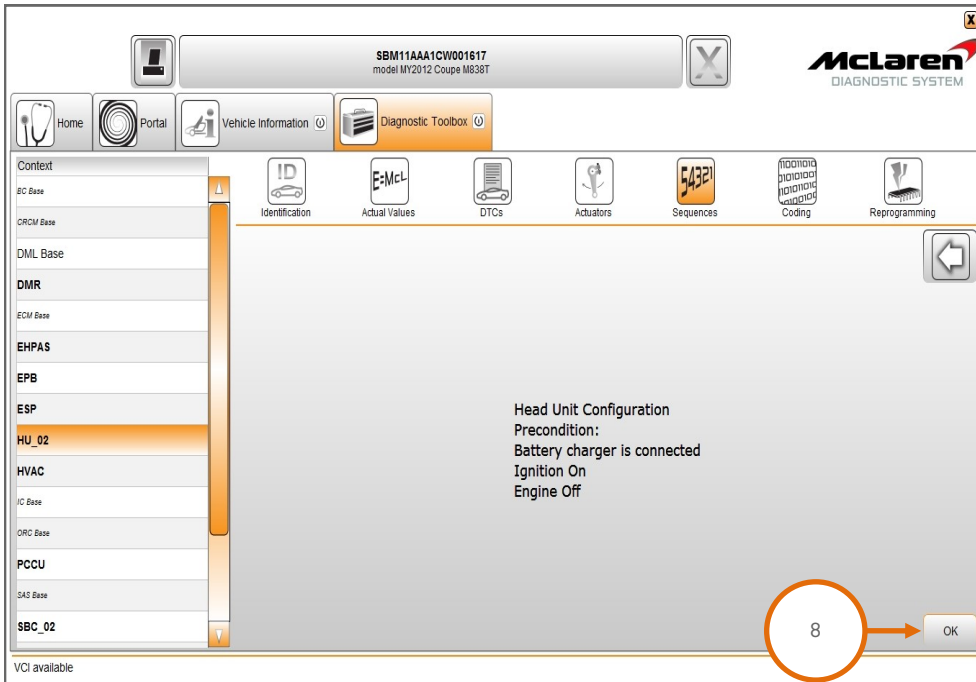 X
SBM11AAA1CW001617
model MY2012 Coupe M838T
X
McLaren
DIAGNOSTIC SYSTEM
Home
Portal
Vehicle Information
Diagnostic Toolbox
Context
BC Base
CRCM Base
DML Base
DMR
ECM Base
EHPAS
EPB
ESP
HU_02
HVAC
IC Base
ORC Base
PCCU
SAS Base
SBC_02
ID
Identification
E=McL
Actual Values
DTCs
Actuators
54321
Sequences
Coding
Reprogramming
Head Unit Configuration
Precondition:
Battery charger is connected
Ignition On
Engine Off
8
OK
VCI available